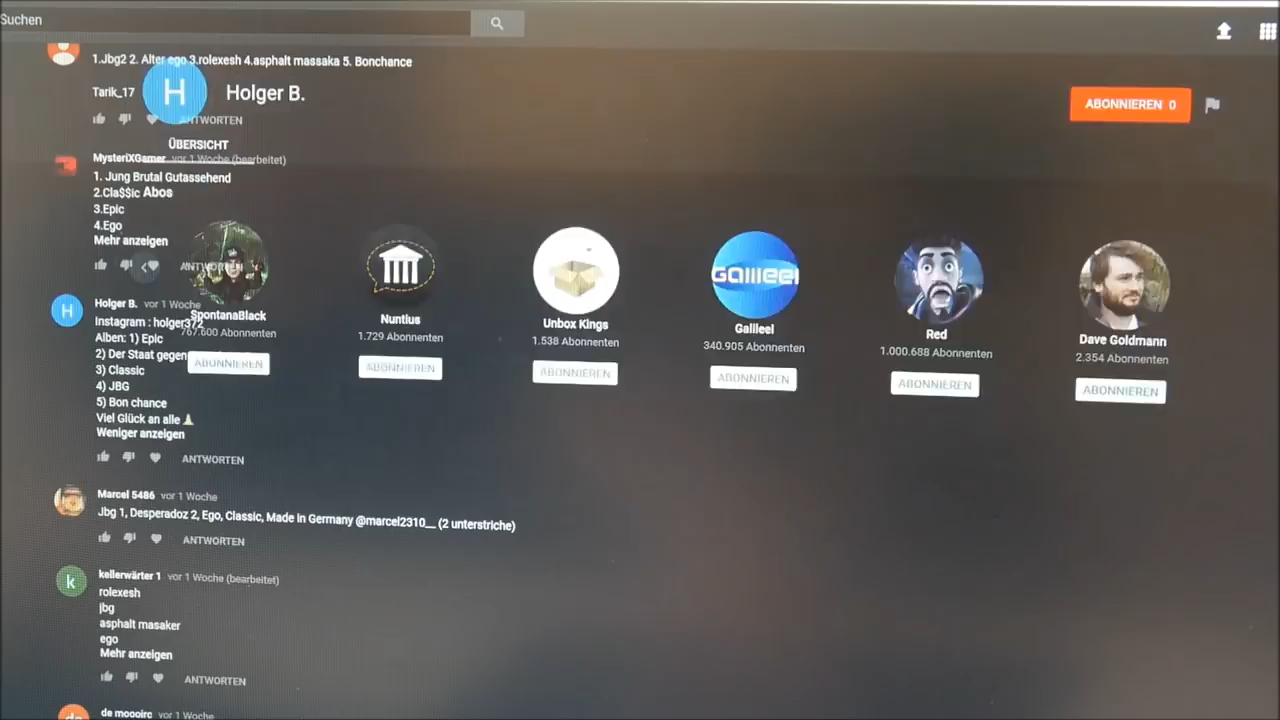 Suchen
1.Jbg2 2. Alter ego 3.rolexesh 4.asphalt massaka 5. Bonchance
Tarik_17
H
Holger B.
ABONNIEREN 0
ANTWORTEN
ÜBERSICHT
MysteriXGamer vor 1 Woche (bearbeitet)
1. Jung Brutal Gutassehend
2.Cla$$ic
Abos
3.Epic
4.Ego
Mehr anzeigen
ANTWORTEN
GALILEEI
SpontanaBlack
767.600 Abonnenten
ABONNIEREN
Nuntius
1.729 Abonnenten
ABONNIEREN
Unbox Kings
1.538 Abonnenten
ABONNIEREN
Galileel
340.905 Abonnenten
ABONNIEREN
Red
1.000.688 Abonnenten
ABONNIEREN
Dave Goldmann
2.354 Abonnenten
ABONNIEREN
H
Holger B. vor 1 Woche
Instagram : holger372
Alben: 1) Epic
2) Der Staat gegen
3) Classic
4) JBG
5) Bon chance
Viel Glück an alle
Weniger anzeigen
ANTWORTEN
Marcel 5486 vor 1 Woche
Jbg 1, Desperadoz 2, Ego, Classic, Made in Germany @marcel2310__ (2 unterstriche)
ANTWORTEN
k
kellerwärter 1 vor 1 Woche (bearbeitet)
rolexesh
jbg
asphalt masaker
ego
Mehr anzeigen
ANTWORTEN
de
de moooirc vor 1 Woche